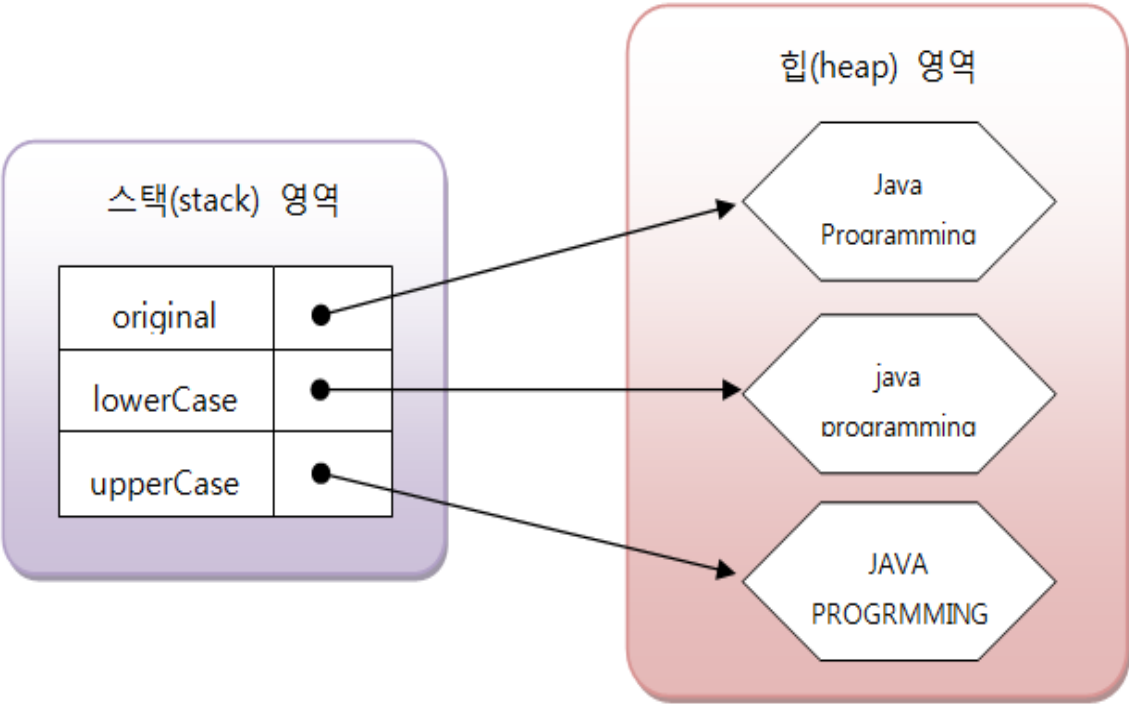 스택(stack) 영역
original
lowerCase
upperCase
힙(heap) 영역
Java
Programming
java
programming
JAVA
PROGRMMING